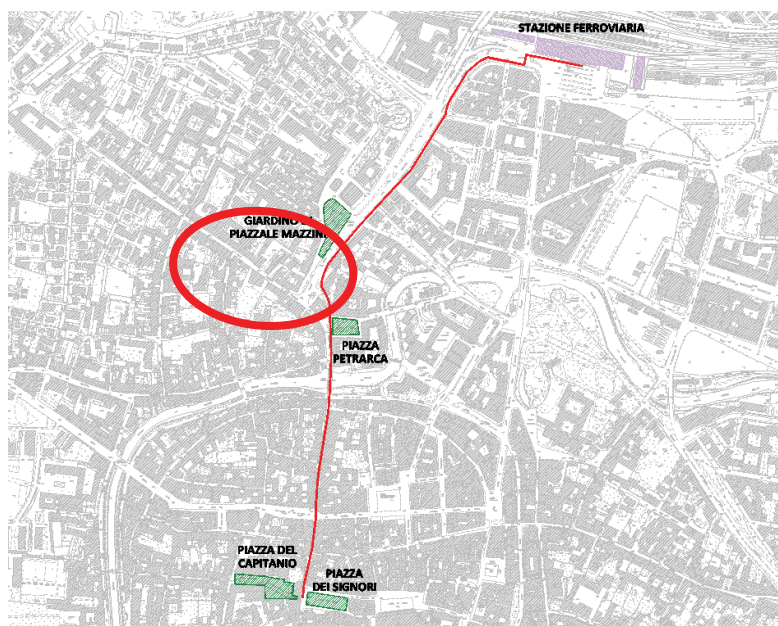 STAZIONE FERROVIARIA
GIARDINO
PIAZZALE MAZZINI
PIAZZA
PETRARCA
PIAZZA DEL
CAPITANIO
PIAZZA
DEI SIGNORI